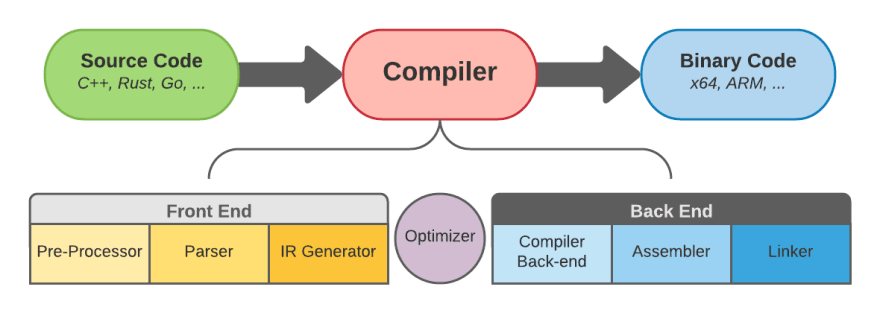 Source Code
C++, Rust, Go, ...
Compiler
Binary Code
x64, ARM, ...
Front End
Pre-Processor
Parser
IR Generator
Optimizer
Back End
Compiler
Back-end
Assembler
Linker